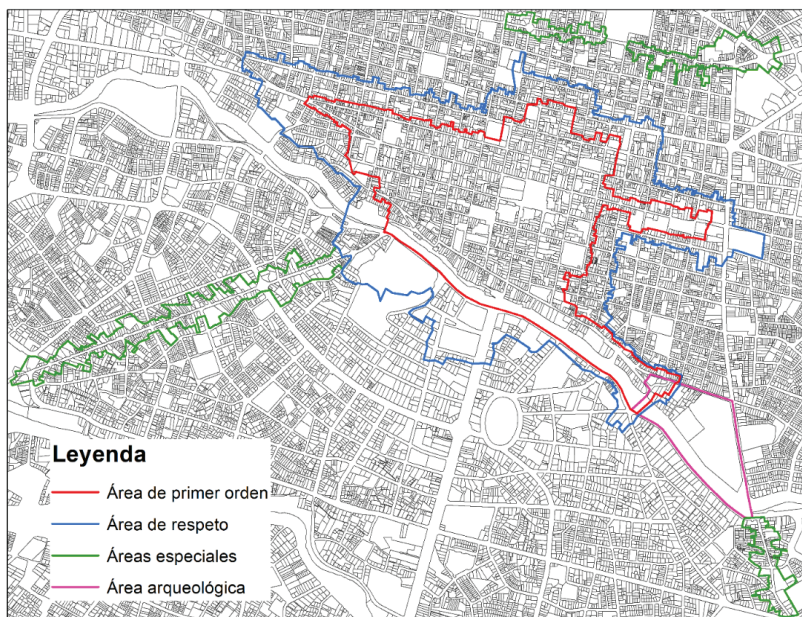 Leyenda
Área de primer orden
Área de respeto
Áreas especiales
Área arqueológica